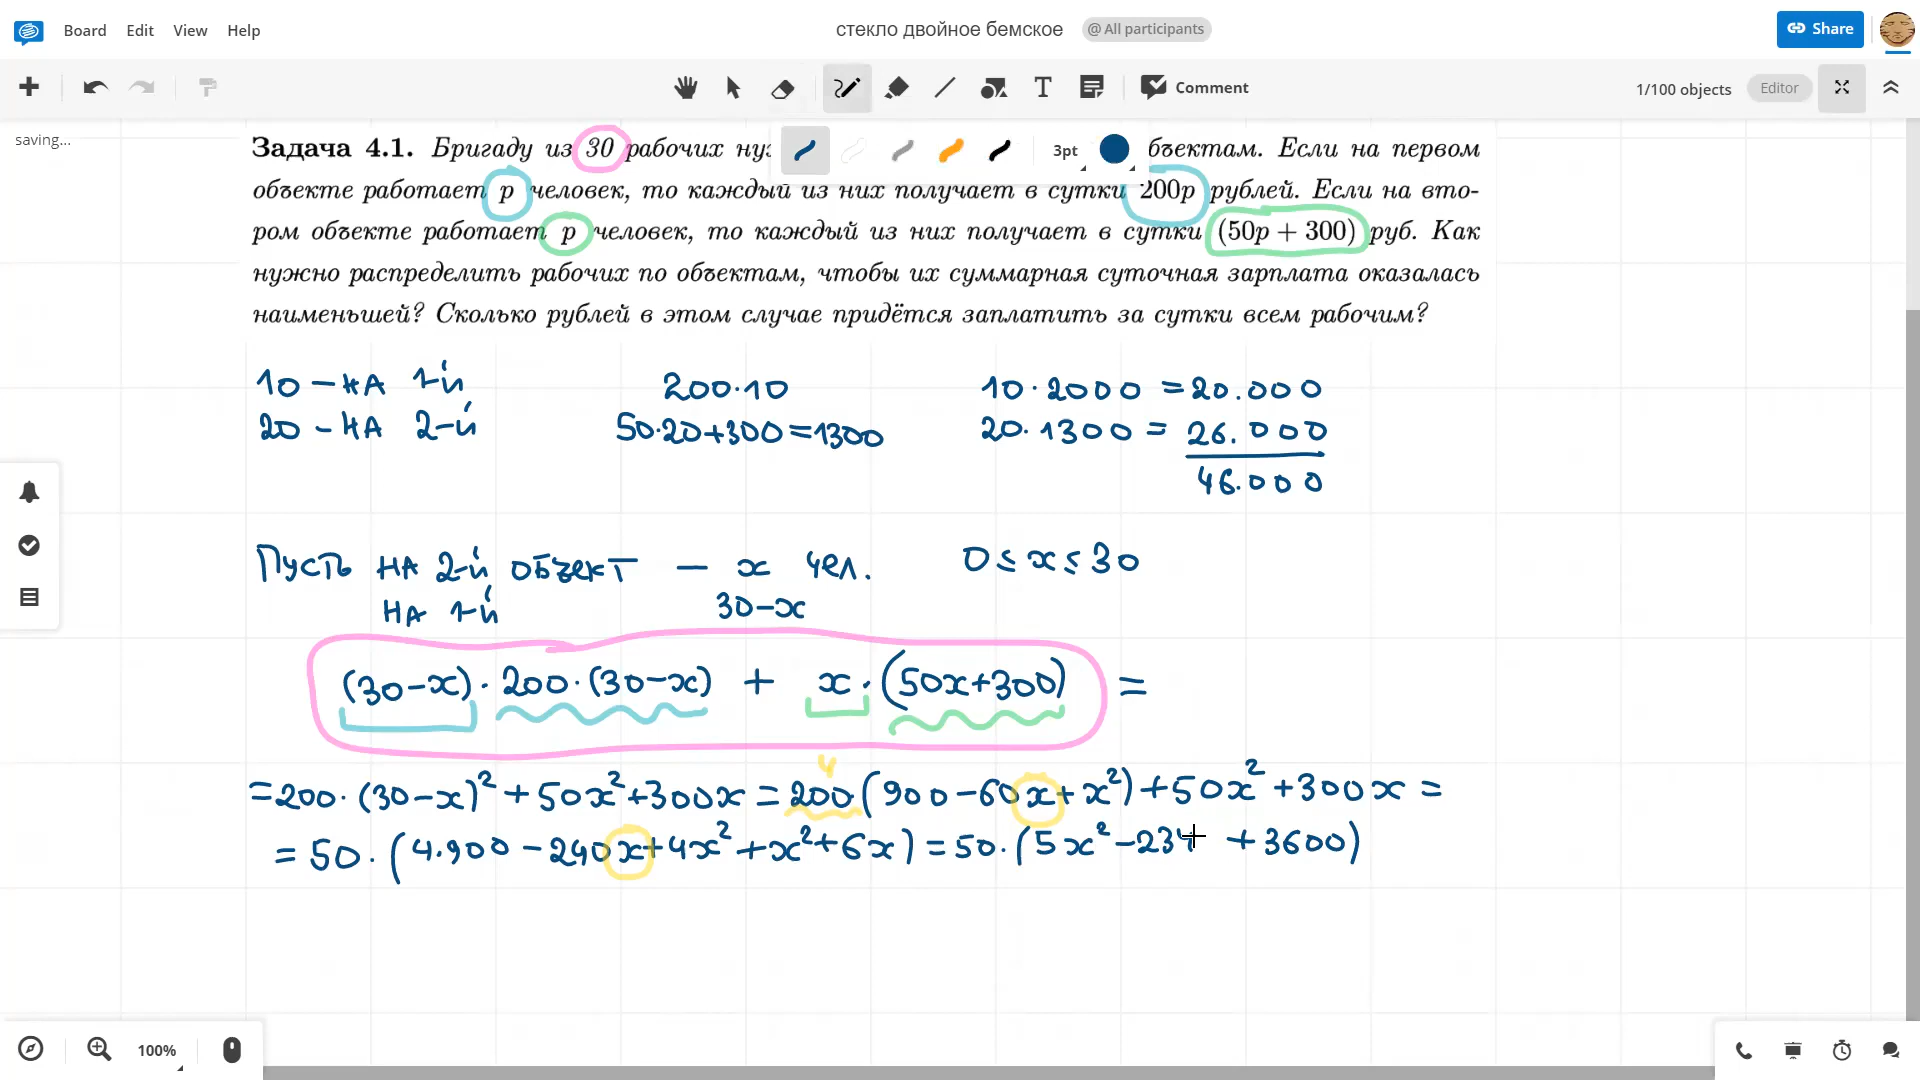 Board Edit View Help стекло двойное бемское @ All participants Share
Comment 1/100 objects Editor
saving...
3pt
Задача 4.1. Бригаду из 30 рабочих бъектам. Если на первом
объекте работает p человек, то каждый из них получает в сутки 200p рублей. Если на вто-
ром объекте работает p человек, то каждый из них получает в сутки (50p + 300) руб. Как
нужно распределить рабочих по объектам, чтобы их суммарная суточная зарплата оказалась
наименьшей? Сколько рублей в этом случае придётся заплатить за сутки всем рабочим?
10 – НА 1-й 200·10 10·2000 = 20.000
20 – НА 2-й 50·20+300=1300 20·1300 = 26.000
46.000
Пусть НА 2-й объект – x чел. 0 ≤ x ≤ 30
НА 1-й 30–x
(30–x)·200·(30–x) + x·(50x+300) =
4
=200·(30–x)²+50x²+300x=200(900–60x+x²)+50x²+300x=
=50·(4·900–240x+4x²+x²+6x)=50·(5x²–234 +3600)
100%